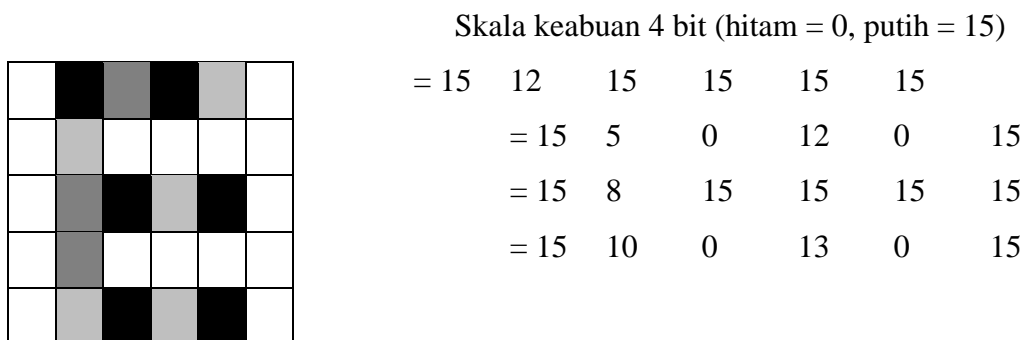 Skala keabuan 4 bit (hitam = 0, putih = 15)
= 15 12 15 15 15 15
= 15 5 0 12 0 15
= 15 8 15 15 15 15
= 15 10 0 13 0 15